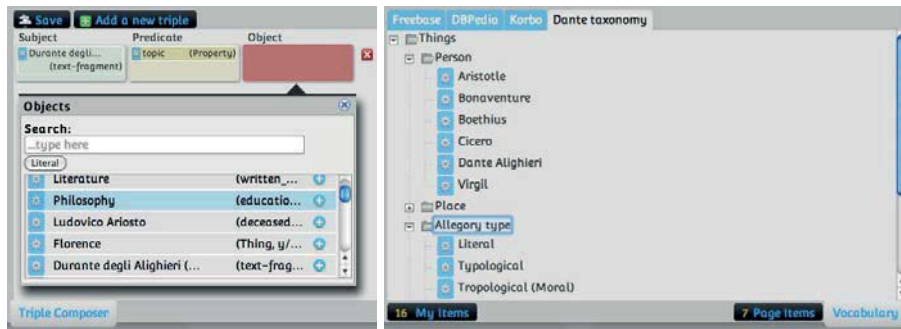 Save Add a new triple
Subject Predicate Object
Durante degli... topic (Property)
(text-fragment)
Objects
Search:
...type here
Literal
Literature (written_...
Philosophy (educatio...
Ludovico Ariosto (deceased...
Florence (Thing, y/...
Durante degli Alighieri (... (text-frag...
Triple Composer
Freebase DBPedia Korbo Dante taxonomy
Things
Person
Aristotle
Bonaventure
Boethius
Cicero
Dante Alighieri
Virgil
Place
Allegory type
Literal
Typological
Tropological (Moral)
16 My Items 7 Page Items Vocabulary